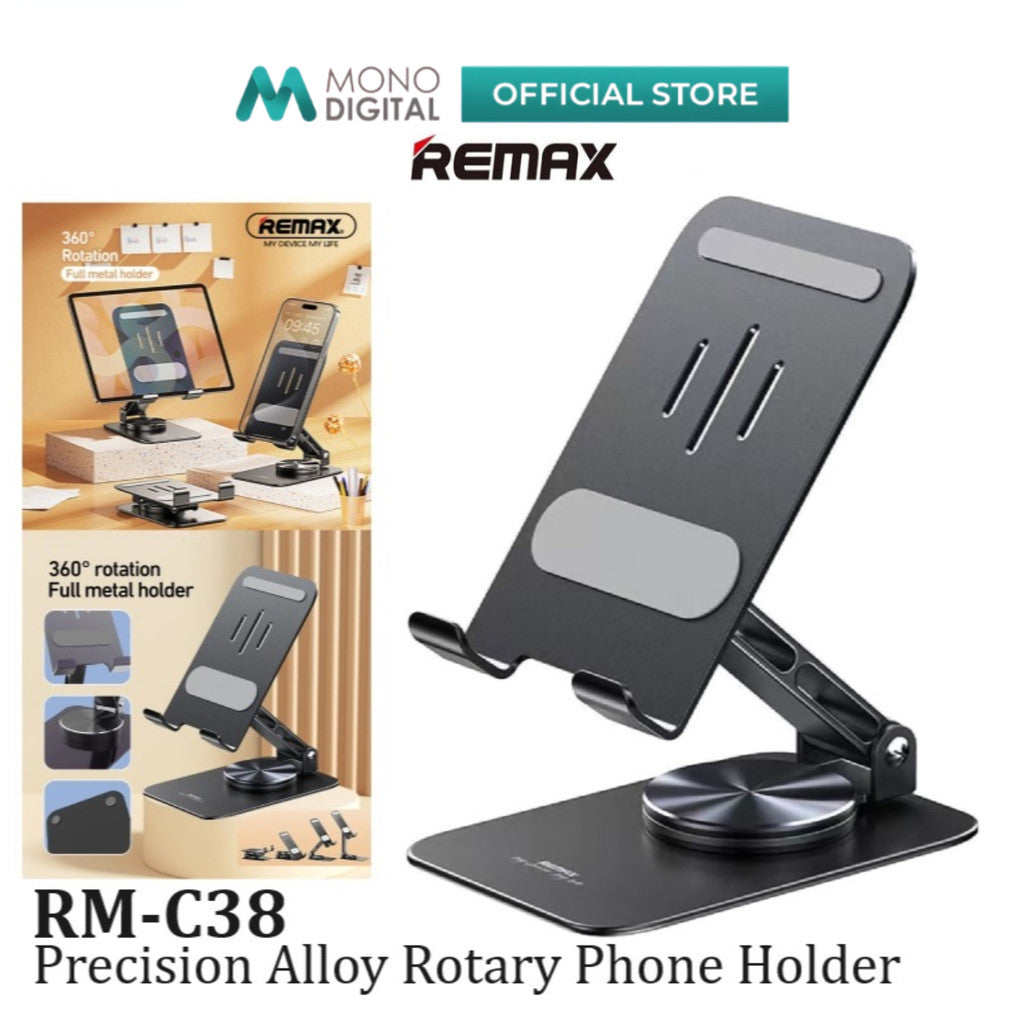 MONO
DIGITAL
OFFICIAL STORE
REMAX
360°
Rotation
Full metal holder
REMAX
MY DEVICE MY LIFE
09:45
360° rotation
Full metal holder
REMAX
RM-C38
Precision Alloy Rotary Phone Holder